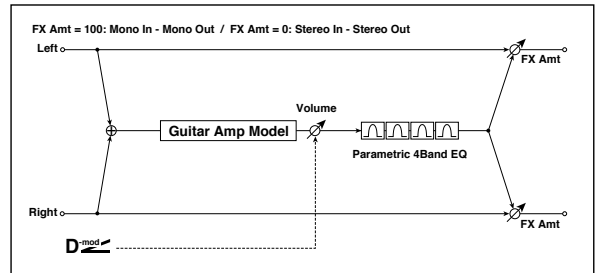 FX Amt = 100: Mono In - Mono Out / FX Amt = 0: Stereo In - Stereo Out
Left
FX Amt
Volume
Guitar Amp Model
Parametric 4Band EQ
Right
FX Amt
D-mod